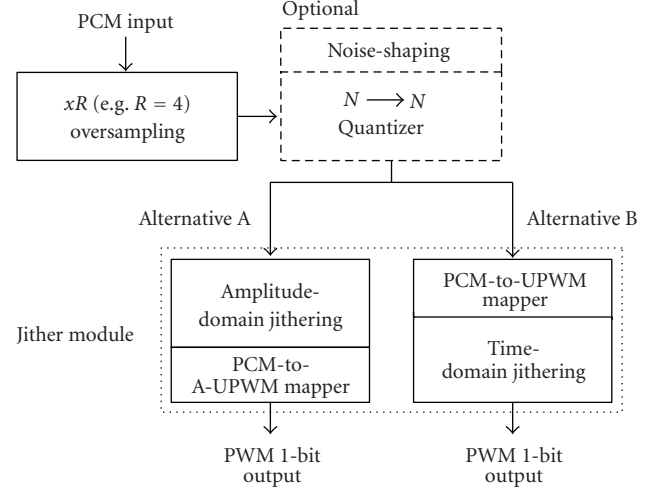 PCM input
Optional
xR (e.g. R = 4)
oversampling
Noise-shaping
N → N
Quantizer
Alternative A
Alternative B
Jither module
Amplitude-
domain jithering
PCM-to-
A-UPWM mapper
PCM-to-UPWM
mapper
Time-
domain jithering
PWM 1-bit
output
PWM 1-bit
output